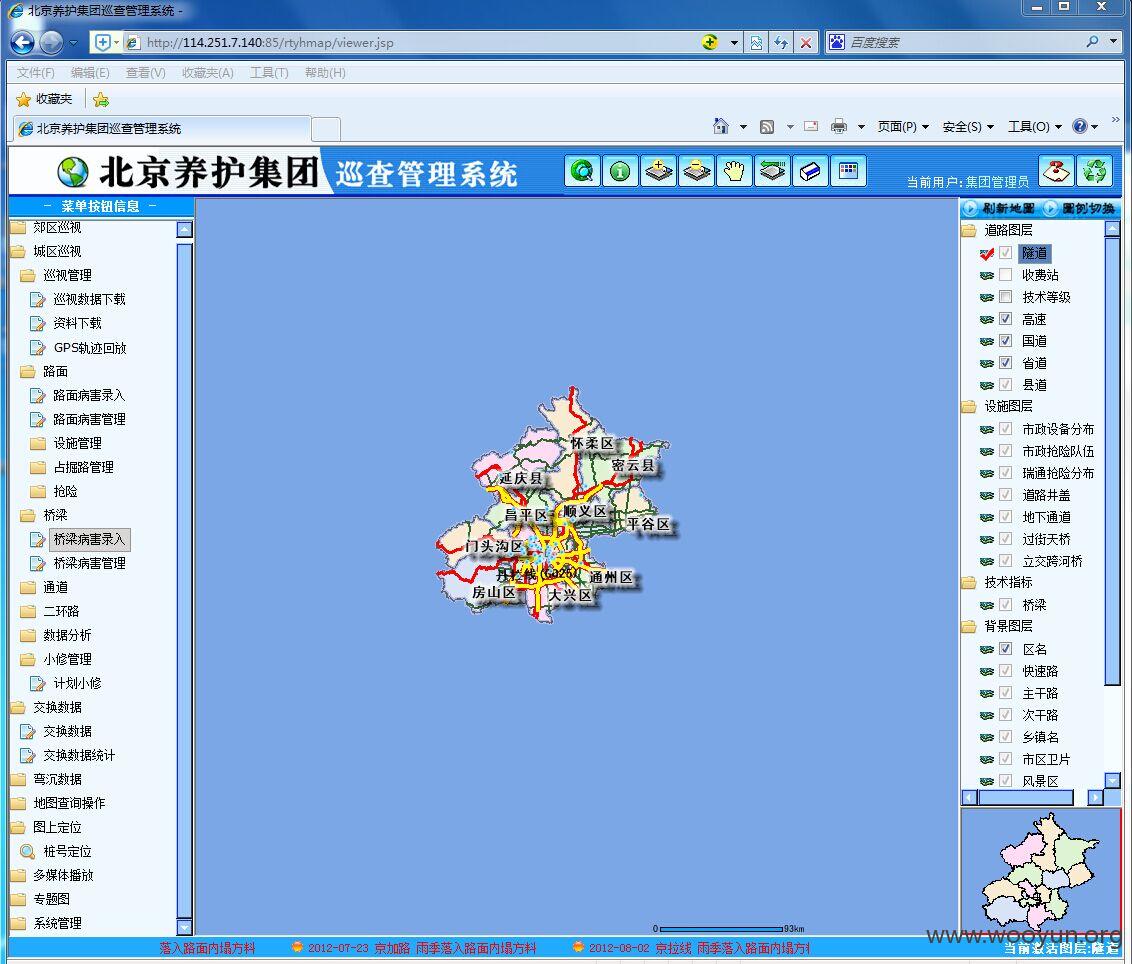 北京养护集团巡查管理系统 -
http://114.251.7.140:85/rtyhmap/viewer.jsp
百度搜索
文件(F) 编辑(E) 查看(V) 收藏夹(A) 工具(T) 帮助(H)
收藏夹
北京养护集团巡查管理系统
页面(P) 安全(S) 工具(O)
北京养护集团 巡查管理系统
当前用户:集团管理员
- 菜单按钮信息 -
郊区巡视
城区巡视
巡视管理
巡视数据下载
资料下载
GPS轨迹回放
路面
路面病害录入
路面病害管理
设施管理
占掘路管理
抢险
桥梁
桥梁病害录入
桥梁病害管理
通道
二环路
数据分析
小修管理
计划小修
交换数据
交换数据
交换数据统计
弯沉数据
地图查询操作
图上定位
桩号定位
多媒体播放
专题图
系统管理
怀柔区
密云县
延庆县
昌平区
顺义区
平谷区
门头沟区
通州区
房山区
大兴区
0 93km
刷新地图 图例切换
道路图层
隧道
收费站
技术等级
高速
国道
省道
县道
设施图层
市政设备分布
市政抢险队伍
瑞通抢险分布
道路井盖
地下通道
过街天桥
立交跨河桥
技术指标
桥梁
背景图层
区名
快速路
主干路
次干路
乡镇名
市区卫片
风景区
www.wooyun.org
落入路面内塌方料 2012-07-23 京加路 雨季落入路面内塌方料 2012-08-02 京拉线 雨季落入路面内塌方料
当前激活图层:隧道